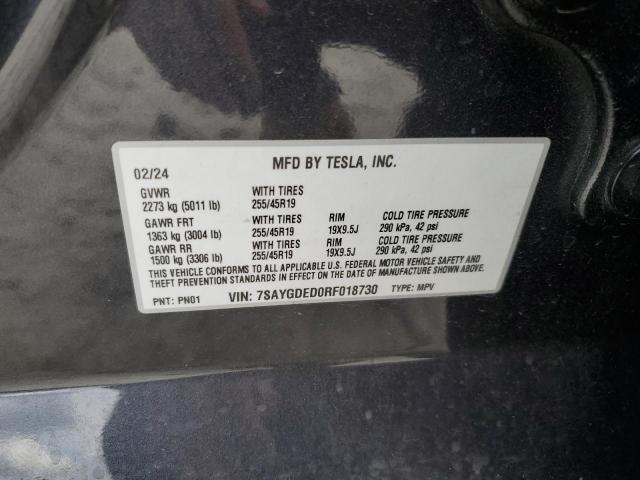 MFD BY TESLA, INC.
02/24
GVWR WITH TIRES
2273 kg (5011 lb) 255/45R19
GAWR FRT WITH TIRES RIM COLD TIRE PRESSURE
1363 kg (3004 lb) 255/45R19 19X9.5J 290 kPa, 42 psi
GAWR RR WITH TIRES RIM COLD TIRE PRESSURE
1500 kg (3306 lb) 255/45R19 19X9.5J 290 kPa, 42 psi
THIS VEHICLE CONFORMS TO ALL APPLICABLE U.S. FEDERAL MOTOR VEHICLE SAFETY AND
THEFT PREVENTION STANDARDS IN EFFECT ON THE DATE OF MANUFACTURE SHOWN ABOVE.
PNT: PN01 VIN: 7SAYGDED0RF018730 TYPE: MPV